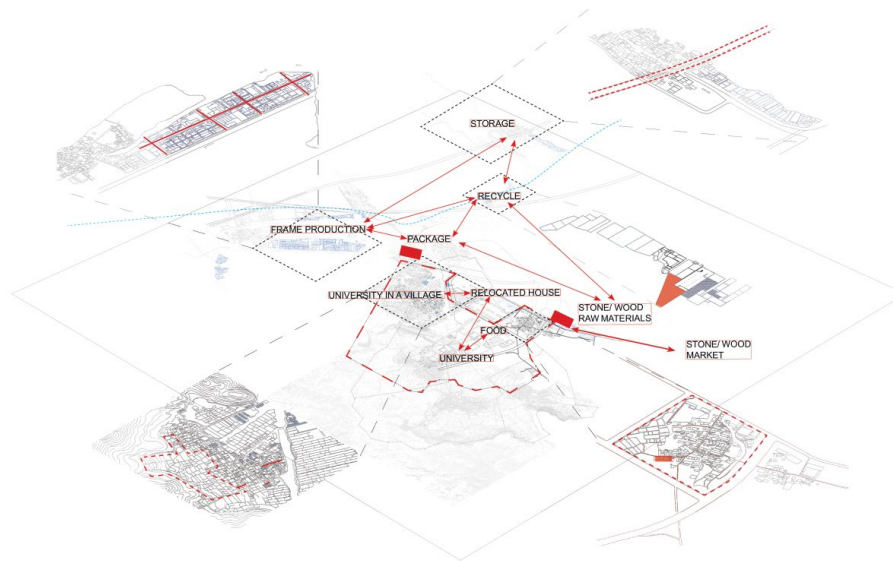 STORAGE
RECYCLE
FRAME PRODUCTION
PACKAGE
UNIVERSITY IN A VILLAGE
RELOCATED HOUSE
STONE/ WOOD
RAW MATERIALS
FOOD
UNIVERSITY
STONE/ WOOD
MARKET